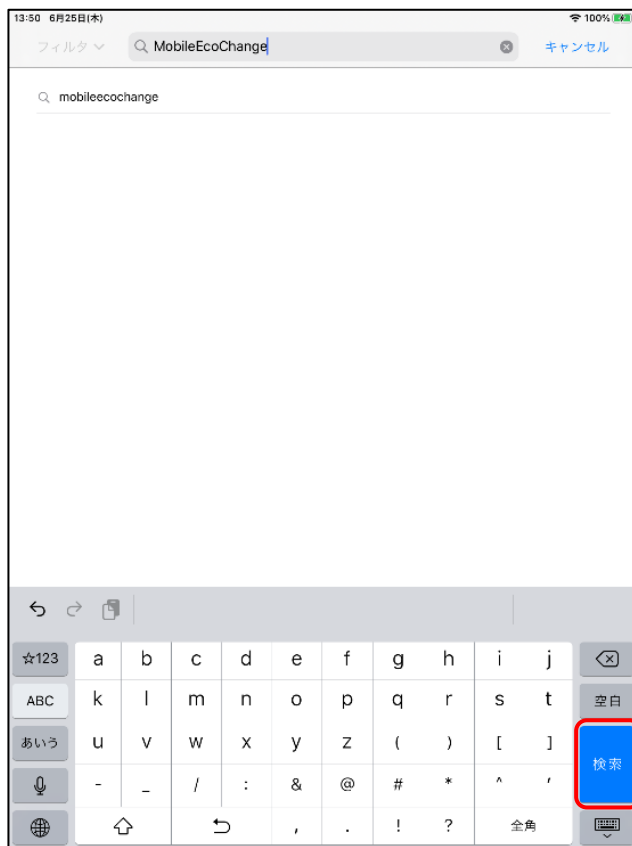 13:50 6月25日(木) 100%
フィルタ MobileEcoChange キャンセル
mobileecochange
☆123 a b c d e f g h i j
ABC k l m n o p q r s t 空白
あいう u v w x y z ( ) [ ]
検索
- _ / : & @ # * ^ '
, . ! ? 全角